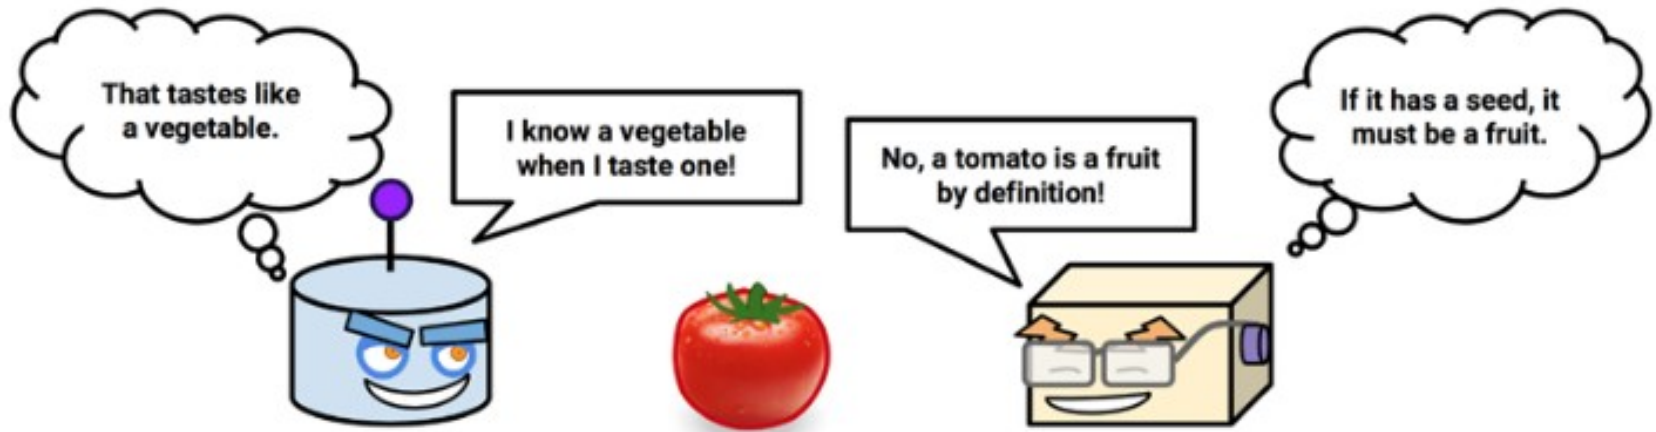 That tastes like
a vegetable.
I know a vegetable
when I taste one!
No, a tomato is a fruit
by definition!
If it has a seed, it
must be a fruit.